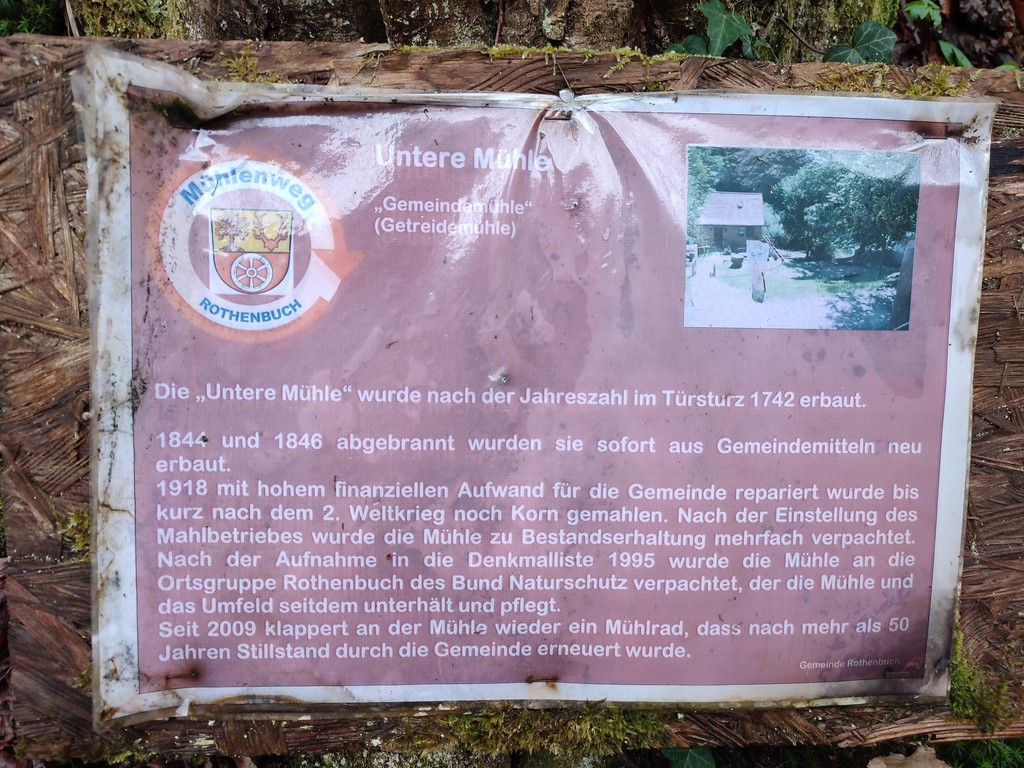 Mühlenweg
ROTHENBUCH
Untere Mühle
„Gemeindemühle“
(Getreidemühle)
Die „Untere Mühle“ wurde nach der Jahreszahl im Türsturz 1742 erbaut.
1844 und 1846 abgebrannt wurden sie sofort aus Gemeindemitteln neu
erbaut.
1918 mit hohem finanziellen Aufwand für die Gemeinde repariert wurde bis
kurz nach dem 2. Weltkrieg noch Korn gemahlen. Nach der Einstellung des
Mahlbetriebes wurde die Mühle zu Bestandserhaltung mehrfach verpachtet.
Nach der Aufnahme in die Denkmalliste 1995 wurde die Mühle an die
Ortsgruppe Rothenbuch des Bund Naturschutz verpachtet, der die Mühle und
das Umfeld seitdem unterhält und pflegt.
Seit 2009 klappert an der Mühle wieder ein Mühlrad, dass nach mehr als 50
Jahren Stillstand durch die Gemeinde erneuert wurde.
Gemeinde Rothenbuch